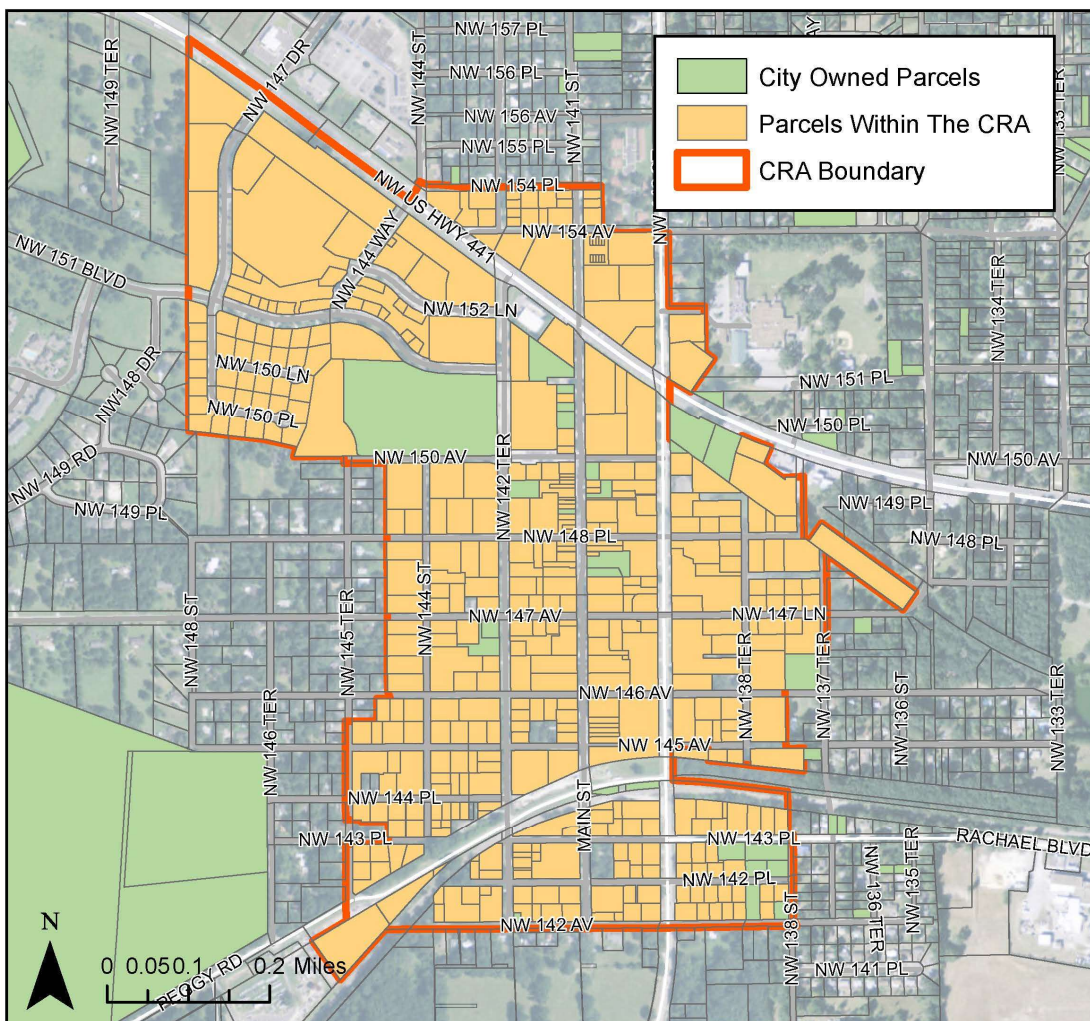 NW 157 PL
NW 156 PL
NW 156 AV
NW 155 PL
NW 149 TER
NW 147 DR
NW 144 ST
NW 141 ST
City Owned Parcels
Parcels Within The CRA
CRA Boundary
NW 133 TER
NW 154 PL
NW 154 AV
NW US HWY 441
NW 144 WAY
NW 151 BLVD
NW 152 LN
NW 134 TER
NW 150 LN
NW 150 PL
NW148 DR
NW 149 RD
NW 149 PL
NW 151 PL
NW 150 PL
NW 150 AV
NW 150 AV
NW 142 TER
NW 149 PL
NW 148 PL
NW 148 PL
NW 148 ST
NW 145 TER
NW 144 ST
NW 147 AV
NW 147 LN
NW 138 TER
NW 137 TER
NW 136 ST
NW 133 TER
NW 146 AV
NW 146 TER
NW 145 AV
NW 144 PL
NW 143 PL
MAIN ST
NW 143 PL
RACHAEL BLVD
NW 142 PL
NW 136 TER
NW 135 TER
NW 142 AV
NW 138 ST
NW 141 PL
PEGGY RD
N
0 0.05 0.1 0.2 Miles